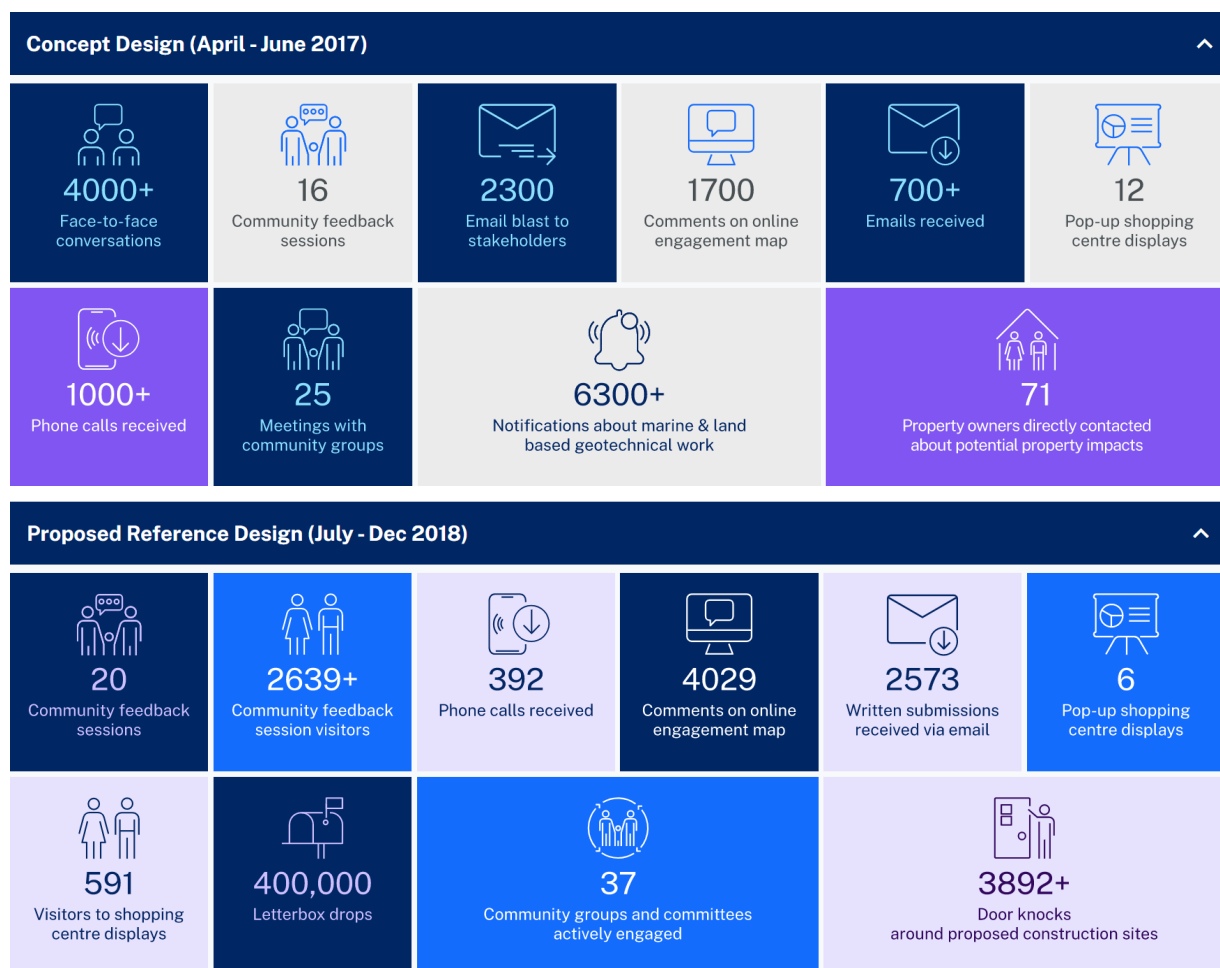 Concept Design (April - June 2017)
4000+
Face-to-face
conversations
16
Community feedback
sessions
2300
Email blast to
stakeholders
1700
Comments on online
engagement map
700+
Emails received
12
Pop-up shopping
centre displays
1000+
Phone calls received
25
Meetings with
community groups
6300+
Notifications about marine & land
based geotechnical work
71
Property owners directly contacted
about potential property impacts
Proposed Reference Design (July - Dec 2018)
20
Community feedback
sessions
2639+
Community feedback
session visitors
392
Phone calls received
4029
Comments on online
engagement map
2573
Written submissions
received via email
6
Pop-up shopping
centre displays
591
Visitors to shopping
centre displays
400,000
Letterbox drops
37
Community groups and committees
actively engaged
3892+
Door knocks
around proposed construction sites